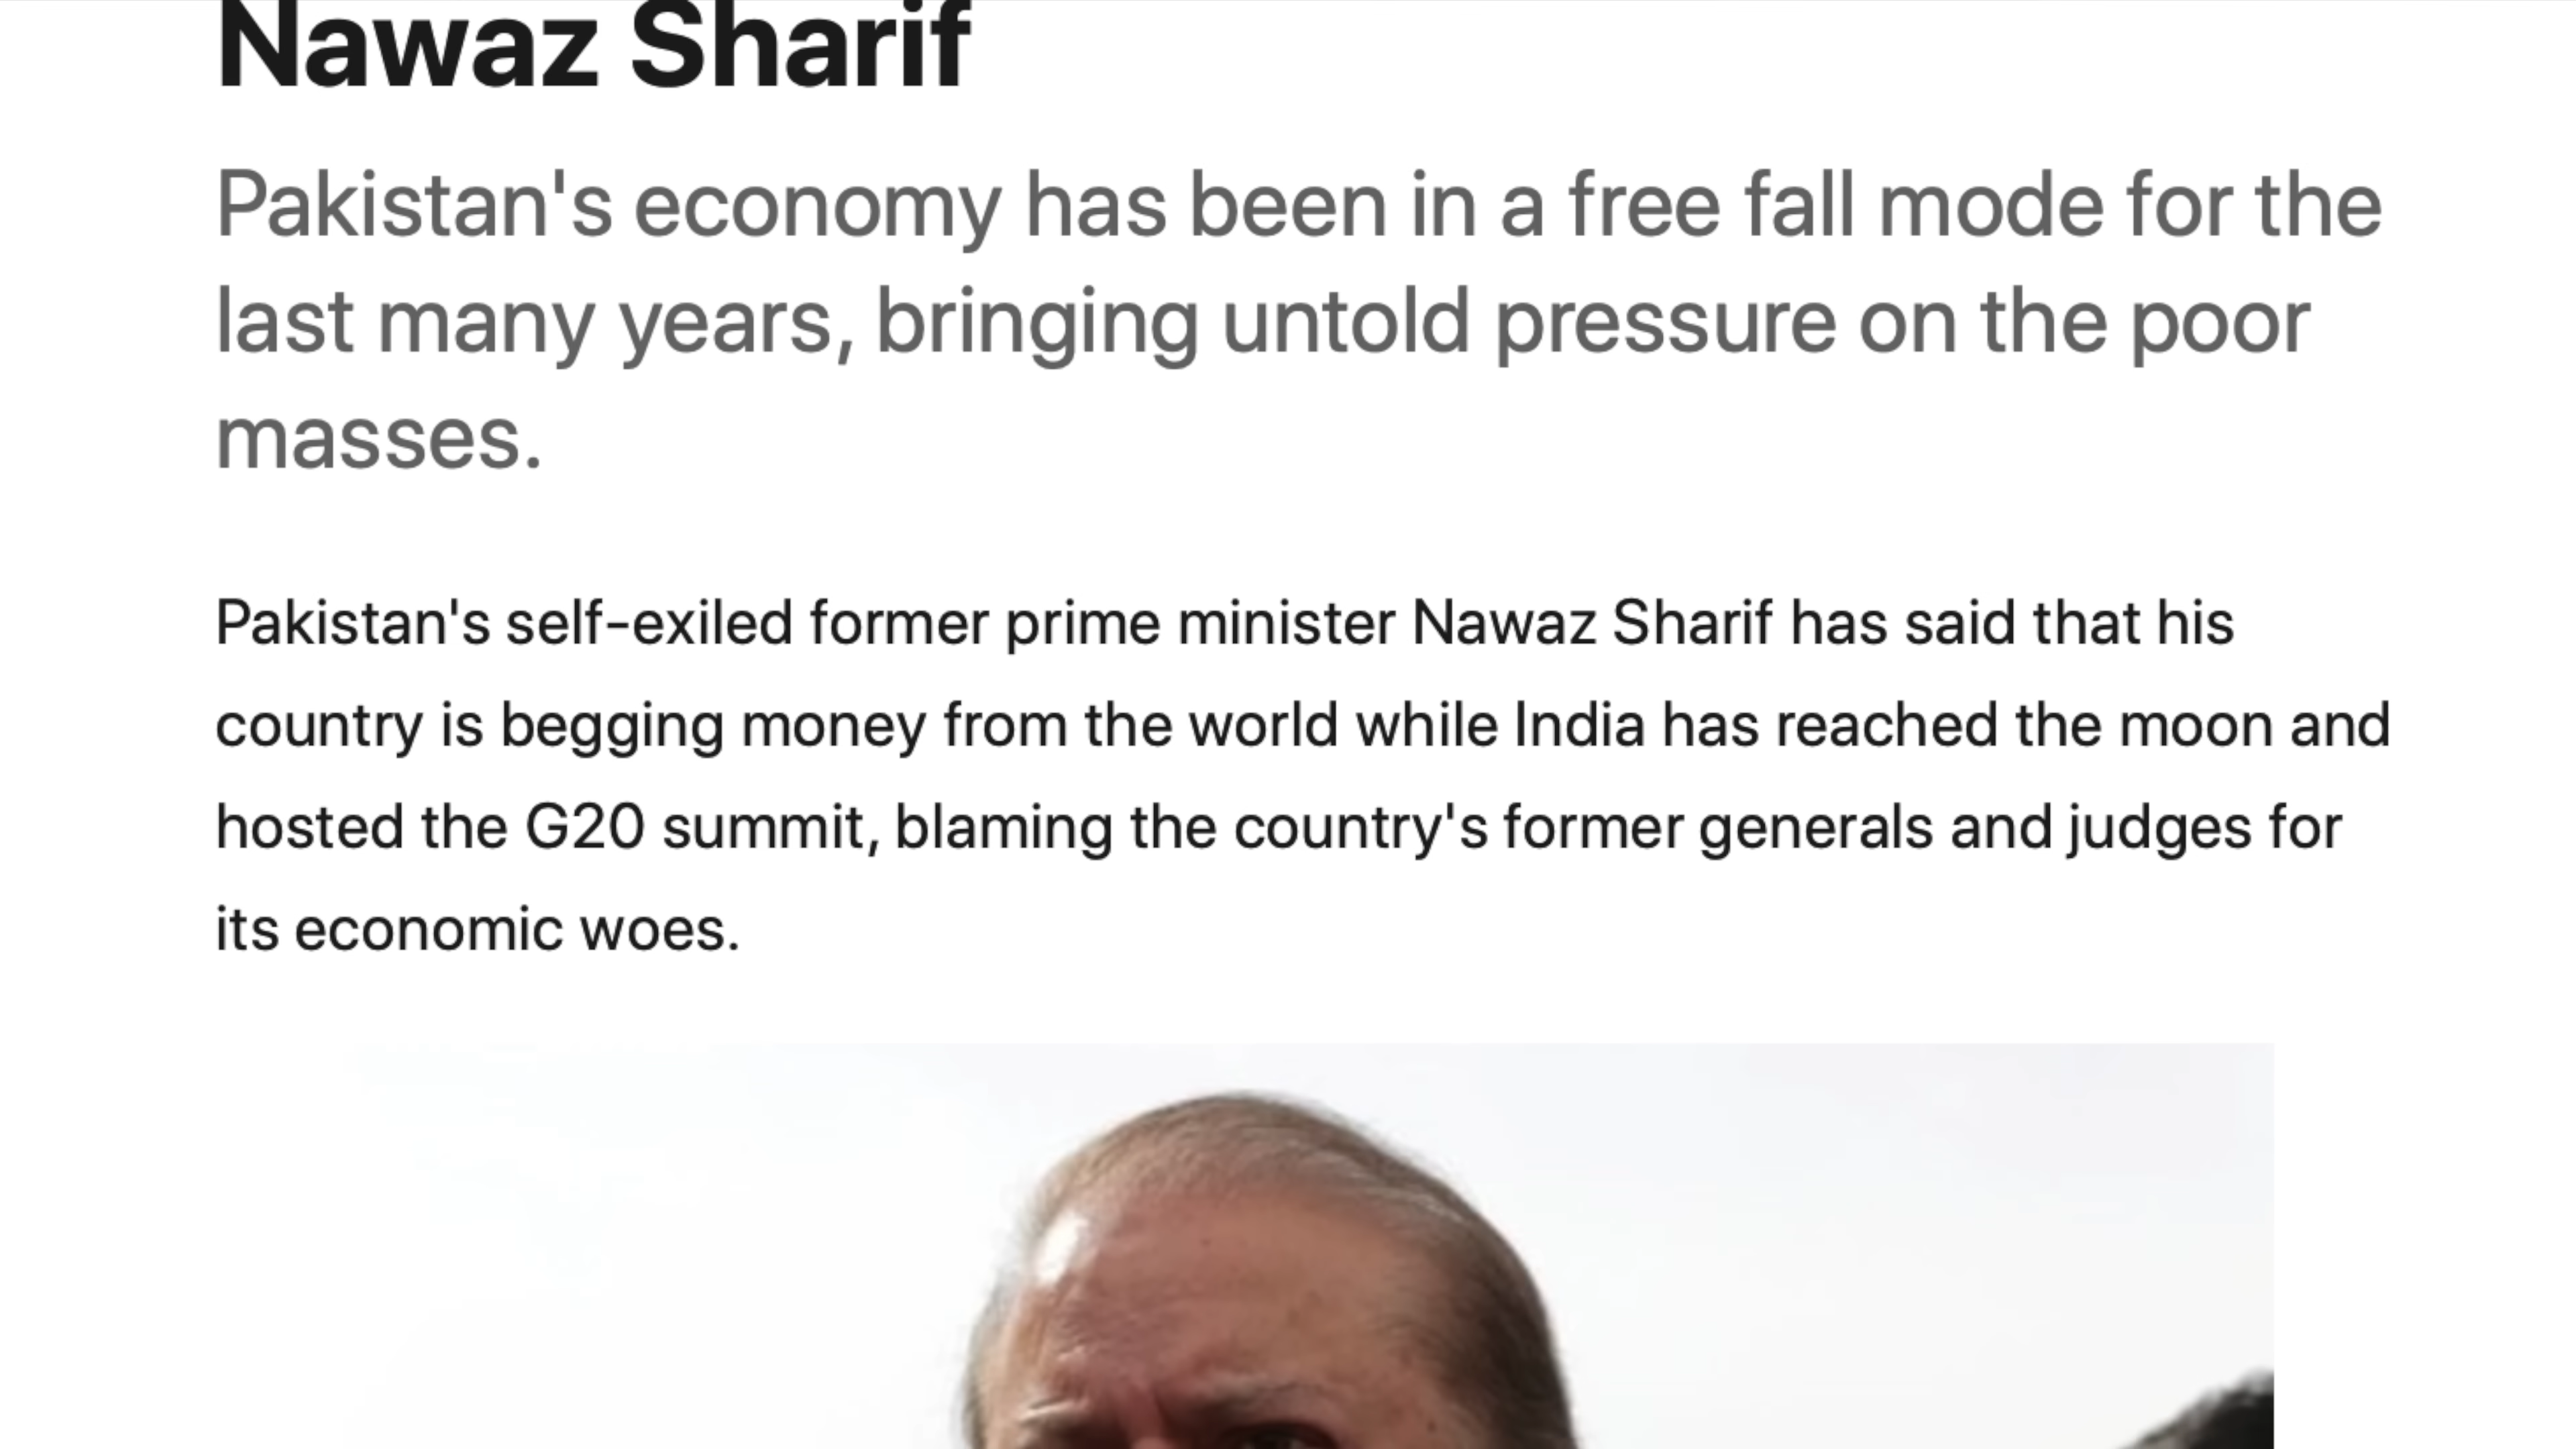 Nawaz Sharif
Pakistan's economy has been in a free fall mode for the
last many years, bringing untold pressure on the poor
masses.
Pakistan's self-exiled former prime minister Nawaz Sharif has said that his
country is begging money from the world while India has reached the moon and
hosted the G20 summit, blaming the country's former generals and judges for
its economic woes.